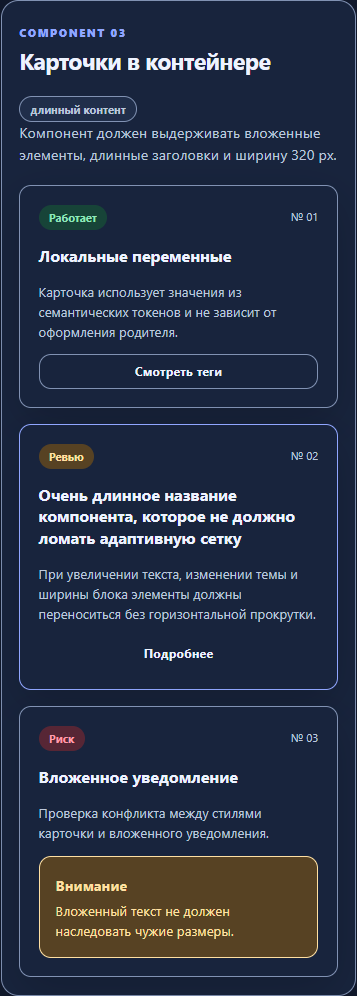 COMPONENT 03
Карточки в контейнере
длинный контент
Компонент должен выдерживать вложенные
элементы, длинные заголовки и ширину 320 px.
Работает
№ 01
Локальные переменные
Карточка использует значения из
семантических токенов и не зависит от
оформления родителя.
Смотреть теги
Ревью
№ 02
Очень длинное название
компонента, которое не должно
ломать адаптивную сетку
При увеличении текста, изменении темы и
ширины блока элементы должны
переноситься без горизонтальной прокрутки.
Подробнее
Риск
№ 03
Вложенное уведомление
Проверка конфликта между стилями
карточки и вложенного уведомления.
Внимание
Вложенный текст не должен
наследовать чужие размеры.